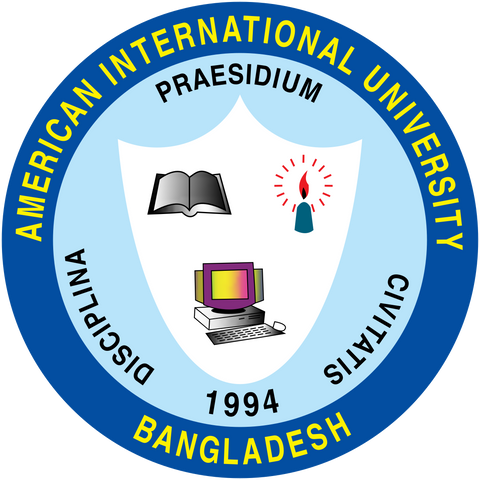 AMERICAN INTERNATIONAL UNIVERSITY
PRAESIDIUM
DISCIPLINA
CIVITATIS
1994
BANGLADESH